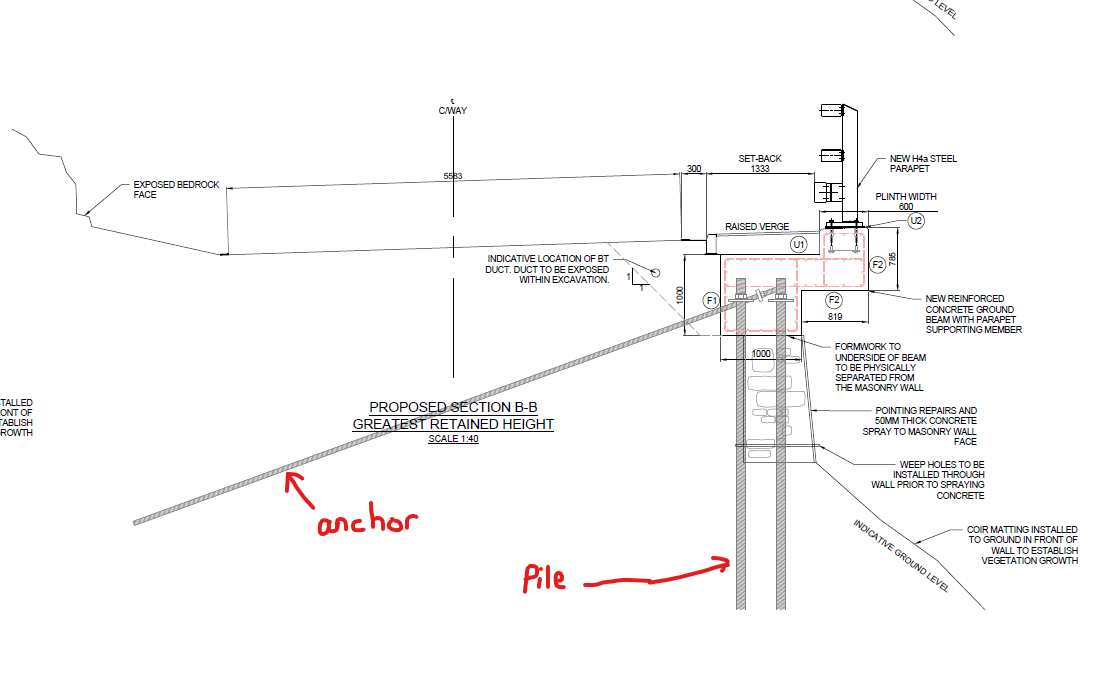 LEVEL
℄
C/WAY
EXPOSED BEDROCK
FACE
5583
300
SET-BACK
1333
NEW H4a STEEL
PARAPET
PLINTH WIDTH
600
U2
RAISED VERGE
U1
INDICATIVE LOCATION OF BT
DUCT. DUCT TO BE EXPOSED
WITHIN EXCAVATION.
1
1
1000
F1
F2
785
F2
819
NEW REINFORCED
CONCRETE GROUND
BEAM WITH PARAPET
SUPPORTING MEMBER
1000
FORMWORK TO
UNDERSIDE OF BEAM
TO BE PHYSICALLY
SEPARATED FROM
THE MASONRY WALL
TALLED
ONT OF
TABLISH
ROWTH
PROPOSED SECTION B-B
GREATEST RETAINED HEIGHT
SCALE 1:40
POINTING REPAIRS AND
50MM THICK CONCRETE
SPRAY TO MASONRY WALL
FACE
WEEP HOLES TO BE
INSTALLED THROUGH
WALL PRIOR TO SPRAYING
CONCRETE
anchor
INDICATIVE GROUND LEVEL
COIR MATTING INSTALLED
TO GROUND IN FRONT OF
WALL TO ESTABLISH
VEGETATION GROWTH
Pile